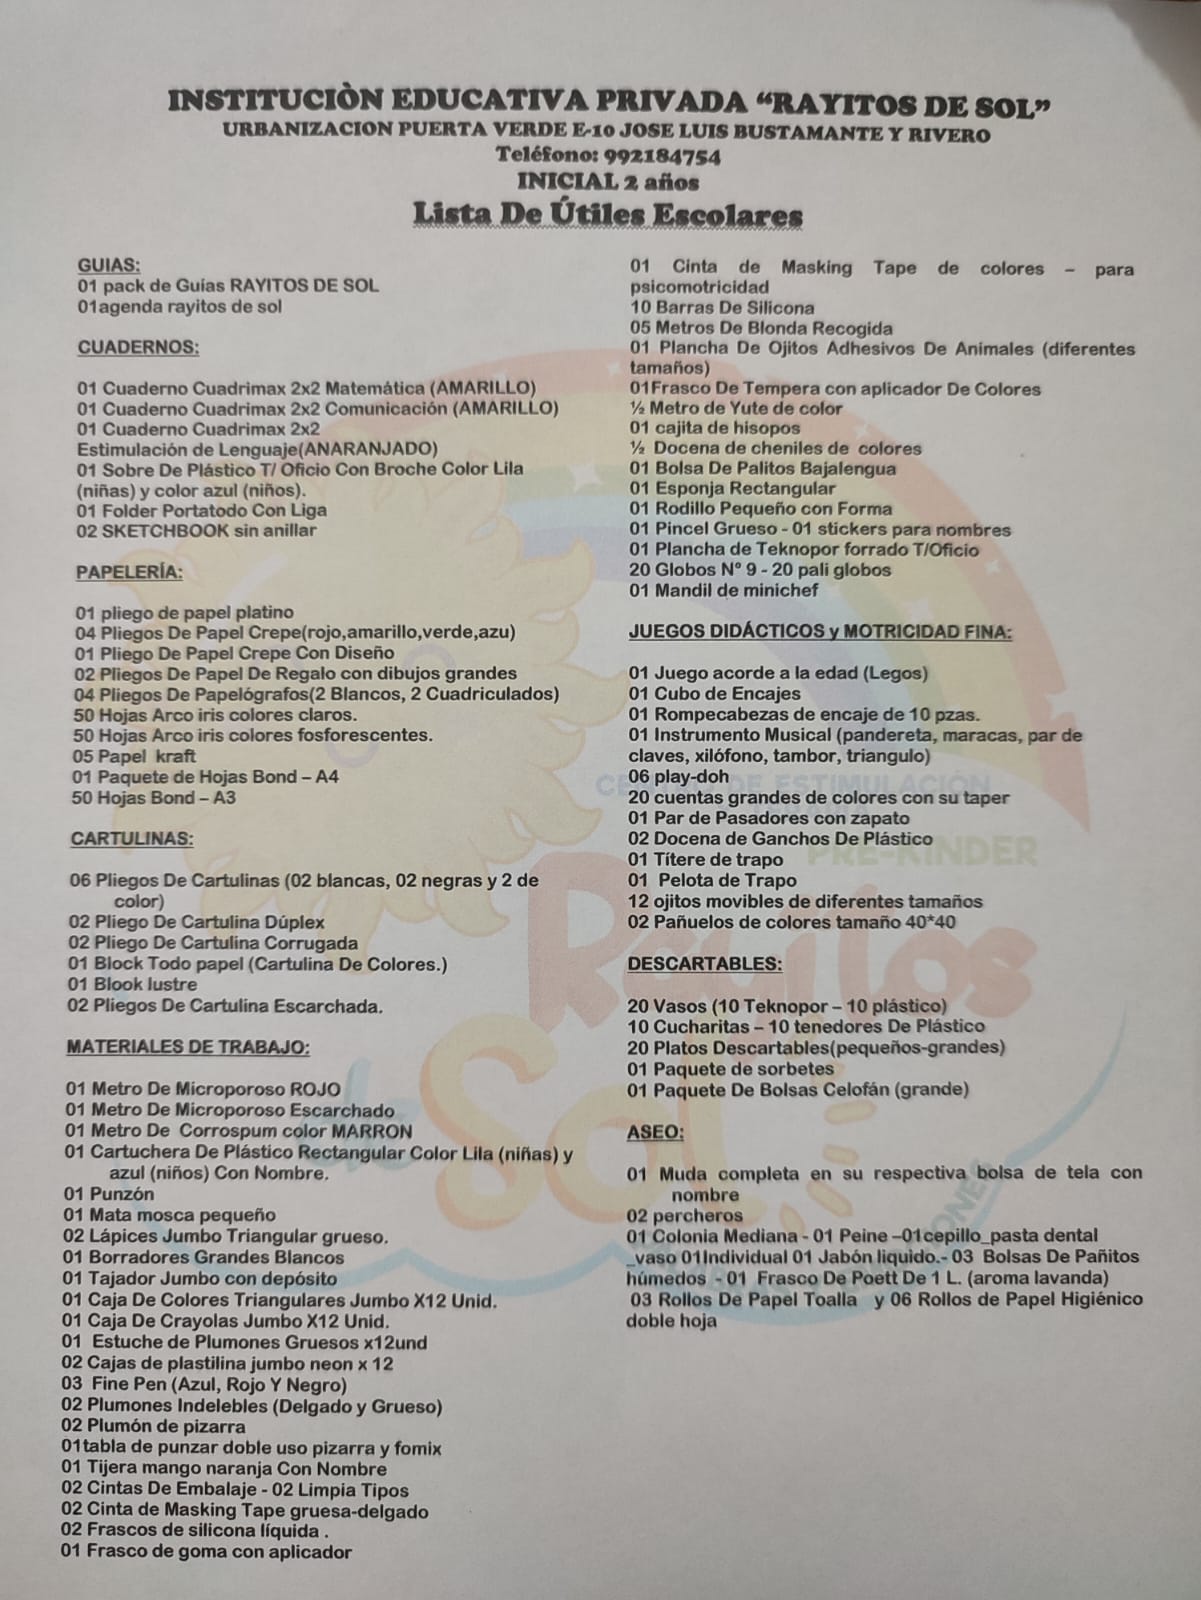 INSTITUCIÒN EDUCATIVA PRIVADA “RAYITOS DE SOL”
URBANIZACION PUERTA VERDE E-10 JOSE LUIS BUSTAMANTE Y RIVERO
Teléfono: 992184754
INICIAL 2 años
Lista De Útiles Escolares
GUIAS:
01 pack de Guías RAYITOS DE SOL
01agenda rayitos de sol
CUADERNOS:
01 Cuaderno Cuadrimax 2x2 Matemática (AMARILLO)
01 Cuaderno Cuadrimax 2x2 Comunicación (AMARILLO)
01 Cuaderno Cuadrimax 2x2
Estimulación de Lenguaje(ANARANJADO)
01 Sobre De Plástico T/ Oficio Con Broche Color Lila
(niñas) y color azul (niños).
01 Folder Portatodo Con Liga
02 SKETCHBOOK sin anillar
PAPELERÍA:
01 pliego de papel platino
04 Pliegos De Papel Crepe(rojo,amarillo,verde,azu)
01 Pliego De Papel Crepe Con Diseño
02 Pliegos De Papel De Regalo con dibujos grandes
04 Pliegos De Papelógrafos(2 Blancos, 2 Cuadriculados)
50 Hojas Arco iris colores claros.
50 Hojas Arco iris colores fosforescentes.
05 Papel kraft
01 Paquete de Hojas Bond – A4
50 Hojas Bond – A3
CARTULINAS:
06 Pliegos De Cartulinas (02 blancas, 02 negras y 2 de
color)
02 Pliego De Cartulina Dúplex
02 Pliego De Cartulina Corrugada
01 Block Todo papel (Cartulina De Colores.)
01 Blook lustre
02 Pliegos De Cartulina Escarchada.
MATERIALES DE TRABAJO:
01 Metro De Microporoso ROJO
01 Metro De Microporoso Escarchado
01 Metro De Corrospum color MARRON
01 Cartuchera De Plástico Rectangular Color Lila (niñas) y
azul (niños) Con Nombre.
01 Punzón
01 Mata mosca pequeño
02 Lápices Jumbo Triangular grueso.
01 Borradores Grandes Blancos
01 Tajador Jumbo con depósito
01 Caja De Colores Triangulares Jumbo X12 Unid.
01 Caja De Crayolas Jumbo X12 Unid.
01 Estuche de Plumones Gruesos x12und
02 Cajas de plastilina jumbo neon x 12
03 Fine Pen (Azul, Rojo Y Negro)
02 Plumones Indelebles (Delgado y Grueso)
02 Plumón de pizarra
01tabla de punzar doble uso pizarra y fomix
01 Tijera mango naranja Con Nombre
02 Cintas De Embalaje - 02 Limpia Tipos
02 Cinta de Masking Tape gruesa-delgado
02 Frascos de silicona líquida .
01 Frasco de goma con aplicador
01 Cinta de Masking Tape de colores – para
psicomotricidad
10 Barras De Silicona
05 Metros De Blonda Recogida
01 Plancha De Ojitos Adhesivos De Animales (diferentes
tamaños)
01Frasco De Tempera con aplicador De Colores
½ Metro de Yute de color
01 cajita de hisopos
½ Docena de cheniles de colores
01 Bolsa De Palitos Bajalengua
01 Esponja Rectangular
01 Rodillo Pequeño con Forma
01 Pincel Grueso - 01 stickers para nombres
01 Plancha de Teknopor forrado T/Oficio
20 Globos N° 9 - 20 pali globos
01 Mandil de minichef
JUEGOS DIDÁCTICOS y MOTRICIDAD FINA:
01 Juego acorde a la edad (Legos)
01 Cubo de Encajes
01 Rompecabezas de encaje de 10 pzas.
01 Instrumento Musical (pandereta, maracas, par de
claves, xilófono, tambor, triangulo)
06 play-doh
20 cuentas grandes de colores con su taper
01 Par de Pasadores con zapato
02 Docena de Ganchos De Plástico
01 Títere de trapo
01 Pelota de Trapo
12 ojitos movibles de diferentes tamaños
02 Pañuelos de colores tamaño 40*40
DESCARTABLES:
20 Vasos (10 Teknopor – 10 plástico)
10 Cucharitas – 10 tenedores De Plástico
20 Platos Descartables(pequeños-grandes)
01 Paquete de sorbetes
01 Paquete De Bolsas Celofán (grande)
ASEO:
01 Muda completa en su respectiva bolsa de tela con
nombre
02 percheros
01 Colonia Mediana - 01 Peine –01cepillo_pasta dental
_vaso 01Individual 01 Jabón liquido.- 03 Bolsas De Pañitos
húmedos - 01 Frasco De Poett De 1 L. (aroma lavanda)
03 Rollos De Papel Toalla y 06 Rollos de Papel Higiénico
doble hoja
CENTRO DE ESTIMULACIÓN
PRE-KINDER
Rayitos
de
Sol